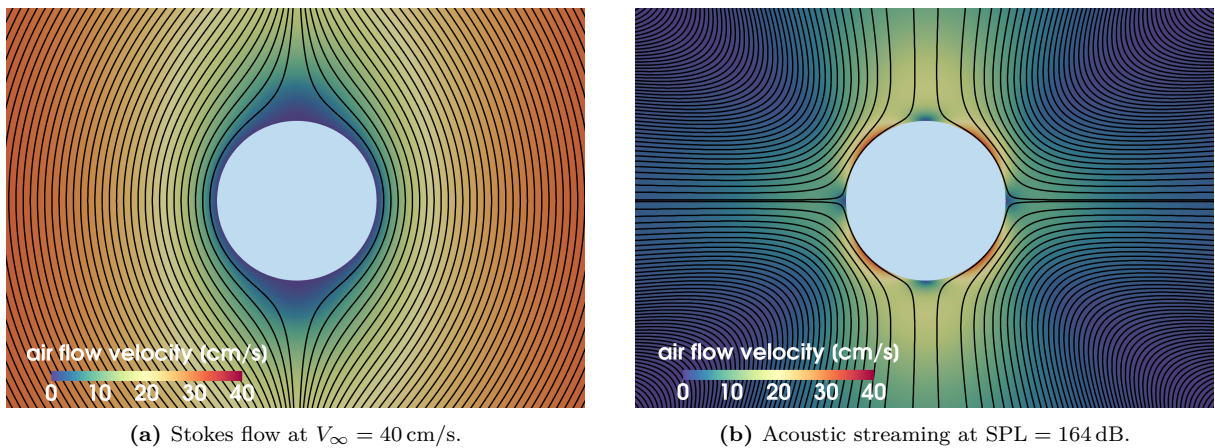 air flow velocity (cm/s)
0 10 20 30 40
air flow velocity (cm/s)
0 10 20 30 40
(a) Stokes flow at V∞ = 40 cm/s.
(b) Acoustic streaming at SPL = 164 dB.